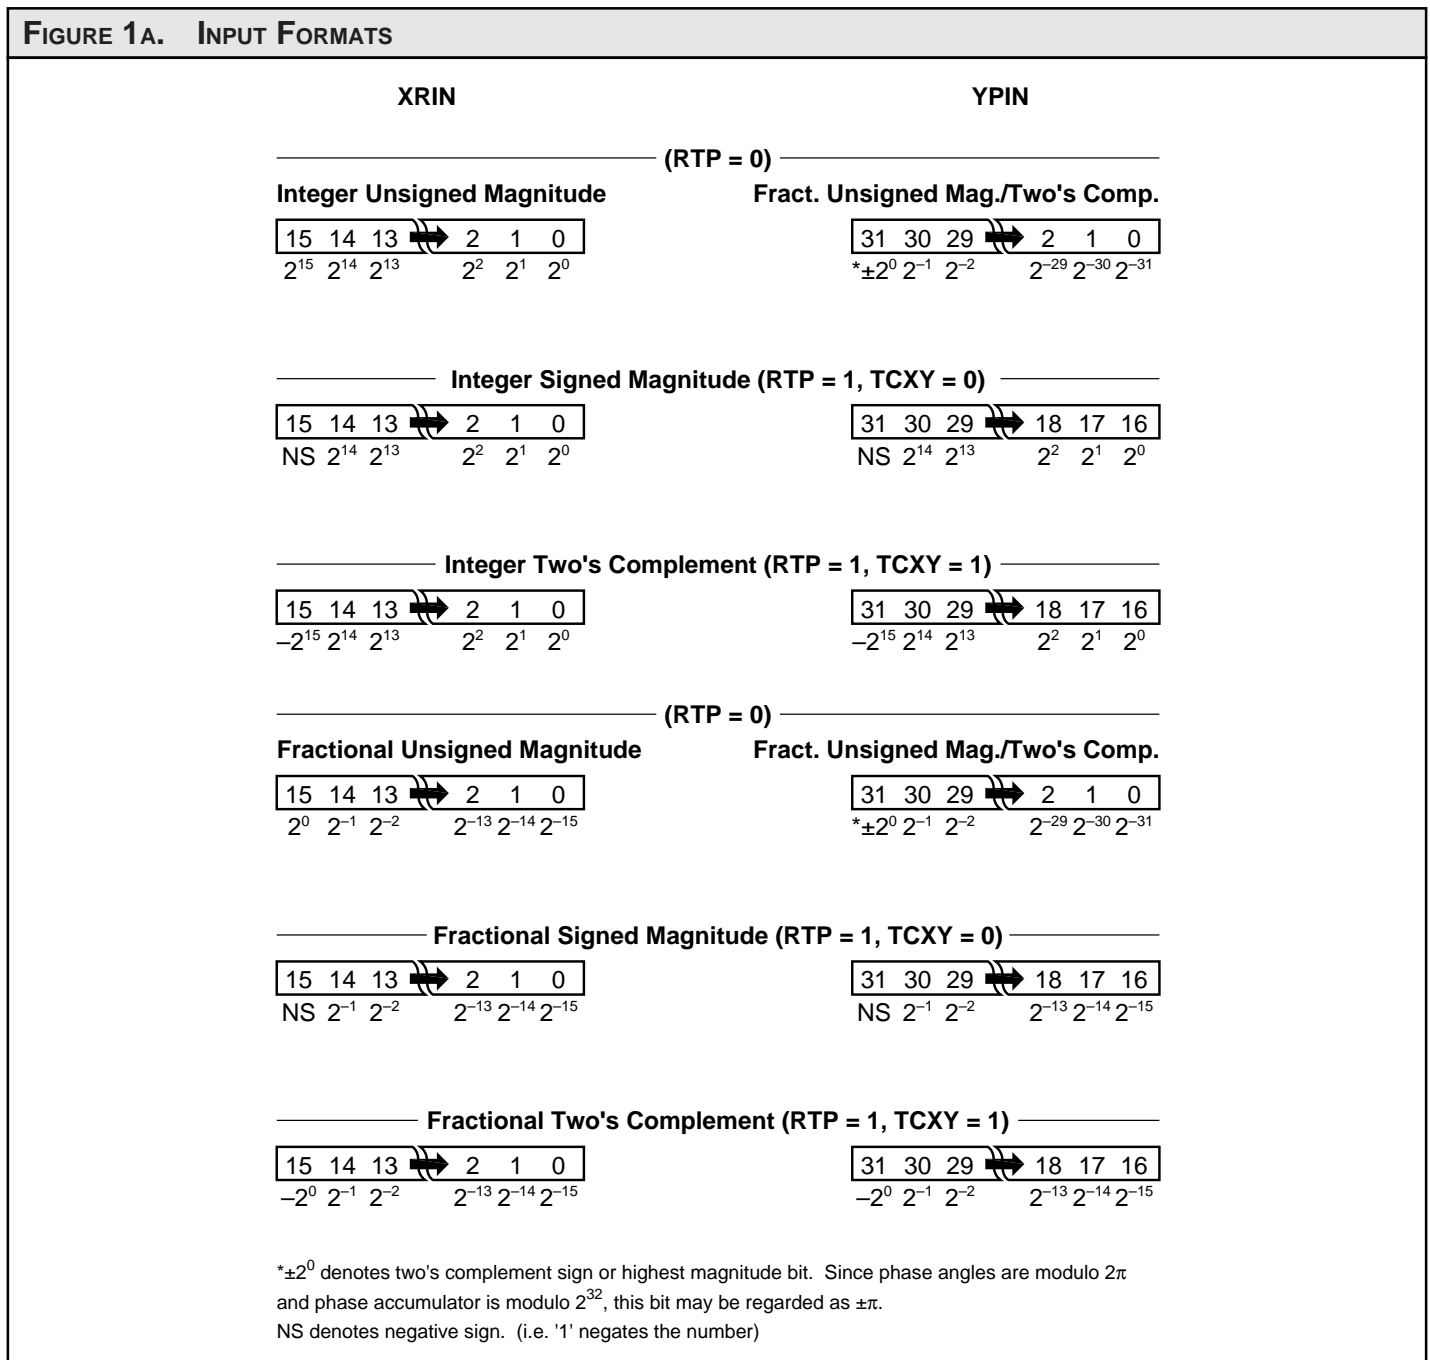 FIGURE 1A. INPUT FORMATS
XRIN YPIN
(RTP = 0)
Integer Unsigned Magnitude Fract. Unsigned Mag./Two's Comp.
15 14 13 2 1 0 31 30 29 2 1 0
2^15 2^14 2^13 2^2 2^1 2^0 *±2^0 2^–1 2^–2 2^–29 2^–30 2^–31
Integer Signed Magnitude (RTP = 1, TCXY = 0)
15 14 13 2 1 0 31 30 29 18 17 16
NS 2^14 2^13 2^2 2^1 2^0 NS 2^14 2^13 2^2 2^1 2^0
Integer Two's Complement (RTP = 1, TCXY = 1)
15 14 13 2 1 0 31 30 29 18 17 16
–2^15 2^14 2^13 2^2 2^1 2^0 –2^15 2^14 2^13 2^2 2^1 2^0
(RTP = 0)
Fractional Unsigned Magnitude Fract. Unsigned Mag./Two's Comp.
15 14 13 2 1 0 31 30 29 2 1 0
2^0 2^–1 2^–2 2^–13 2^–14 2^–15 *±2^0 2^–1 2^–2 2^–29 2^–30 2^–31
Fractional Signed Magnitude (RTP = 1, TCXY = 0)
15 14 13 2 1 0 31 30 29 18 17 16
NS 2^–1 2^–2 2^–13 2^–14 2^–15 NS 2^–1 2^–2 2^–13 2^–14 2^–15
Fractional Two's Complement (RTP = 1, TCXY = 1)
15 14 13 2 1 0 31 30 29 18 17 16
–2^0 2^–1 2^–2 2^–13 2^–14 2^–15 –2^0 2^–1 2^–2 2^–13 2^–14 2^–15
*±2^0 denotes two's complement sign or highest magnitude bit. Since phase angles are modulo 2π
and phase accumulator is modulo 2^32, this bit may be regarded as ±π.
NS denotes negative sign. (i.e. '1' negates the number)